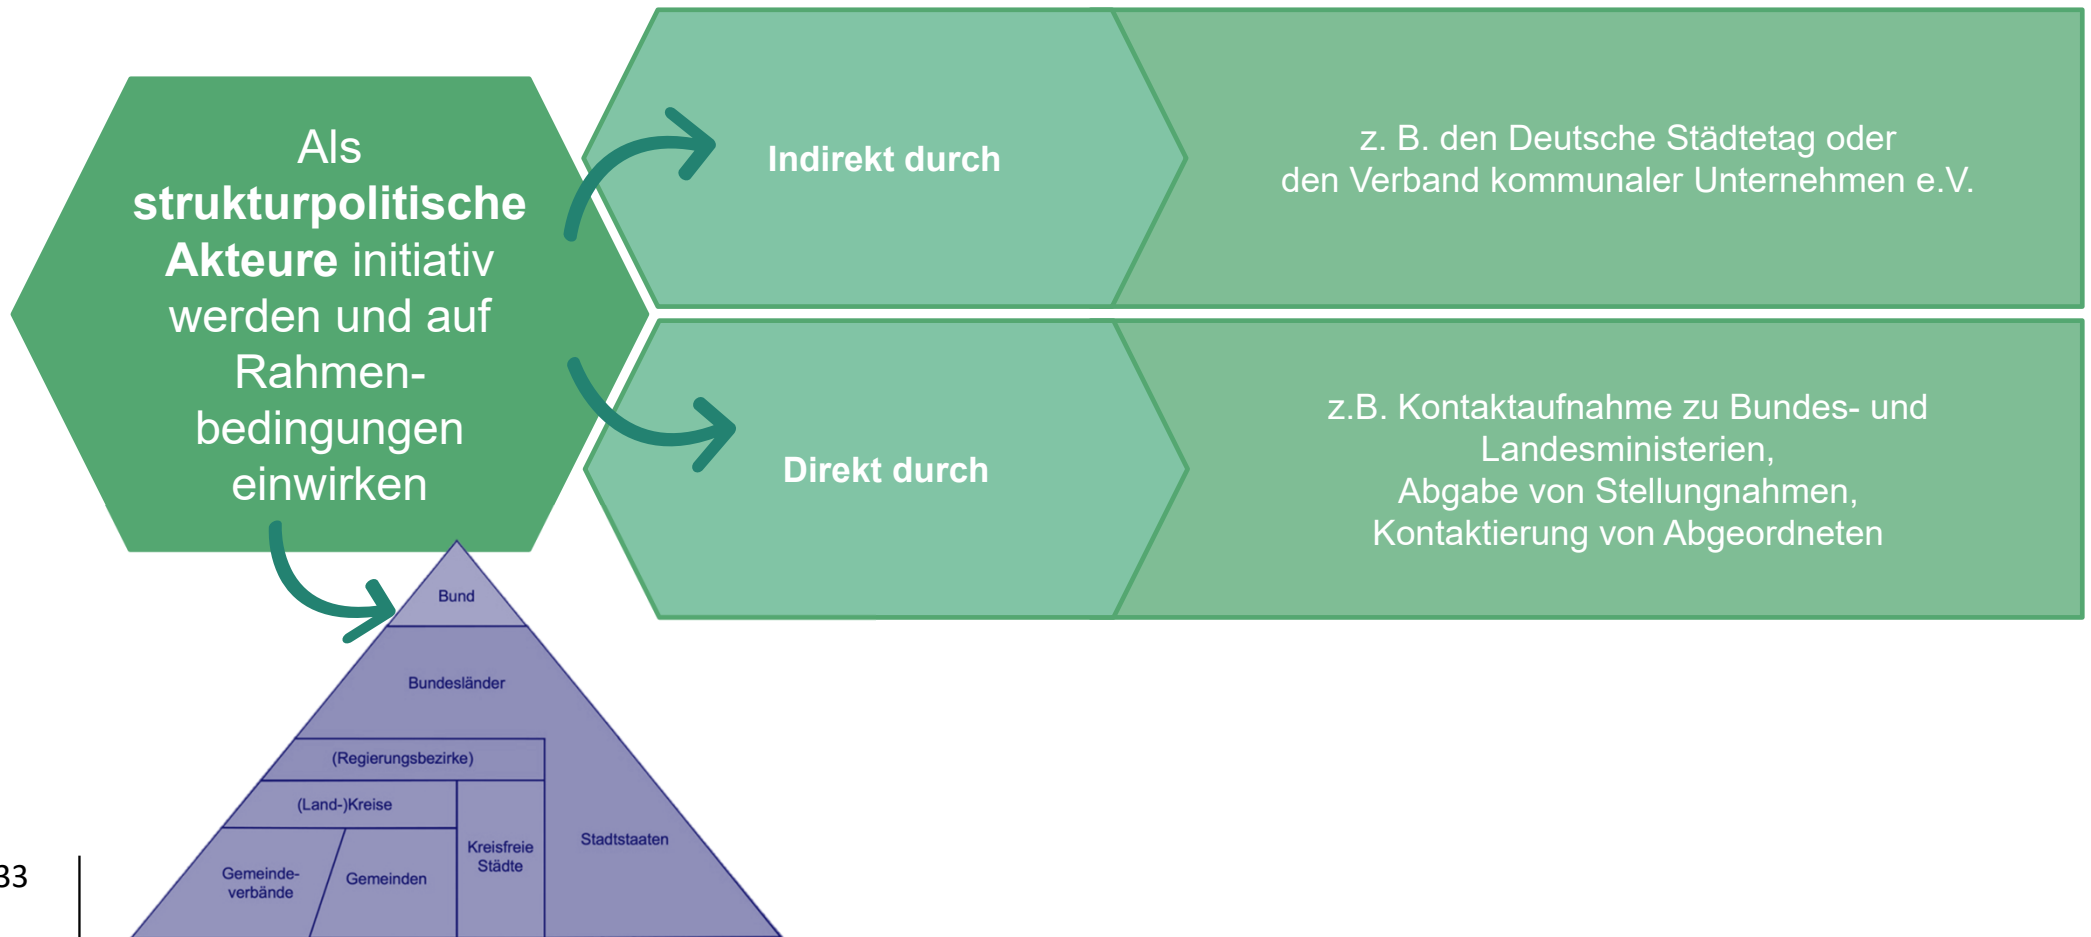 Als
strukturpolitische
Akteure initiativ
werden und auf
Rahmen-
bedingungen
einwirken
Indirekt durch
z. B. den Deutsche Städtetag oder
den Verband kommunaler Unternehmen e.V.
Direkt durch
z.B. Kontaktaufnahme zu Bundes- und
Landesministerien,
Abgabe von Stellungnahmen,
Kontaktierung von Abgeordneten
Bund
Bundesländer
(Regierungsbezirke)
(Land-)Kreise
Kreisfreie
Städte
Stadtstaaten
Gemeinde-
verbände
Gemeinden
33